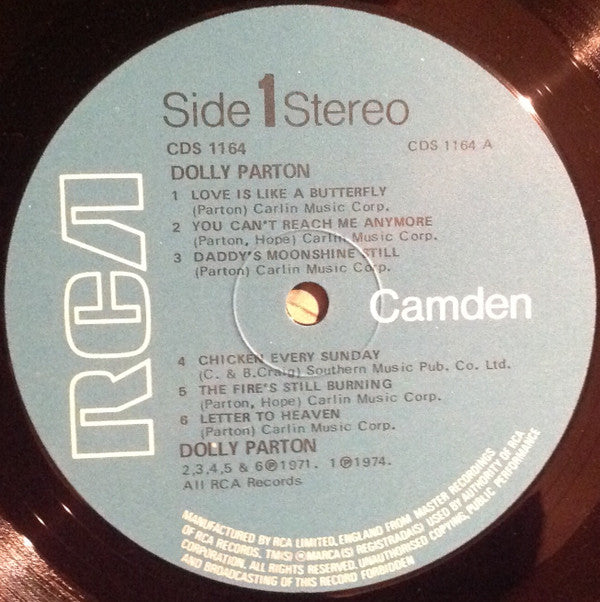 Side 1 Stereo
CDS 1164
CDS 1164 A
DOLLY PARTON
1 LOVE IS LIKE A BUTTERFLY
(Parton) Carlin Music Corp.
2 YOU CAN'T REACH ME ANYMORE
(Parton, Hope) Carlin Music Corp.
3 DADDY'S MOONSHINE STILL
(Parton) Carlin Music Corp.
RCA
Camden
4 CHICKEN EVERY SUNDAY
(C. & B.Craig) Southern Music Pub. Co. Ltd.
5 THE FIRE'S STILL BURNING
(Parton, Hope) Carlin Music Corp.
6 LETTER TO HEAVEN
(Parton) Carlin Music Corp.
DOLLY PARTON
2,3,4,5 & 6 ℗ 1971. 1 ℗ 1974.
All RCA Records
MANUFACTURED BY RCA LIMITED, ENGLAND FROM MASTER RECORDINGS
OF RCA RECORDS. TM(S) ® MARCA(S) REGISTRADA(S) USED BY AUTHORITY OF RCA
CORPORATION. ALL RIGHTS RESERVED. UNAUTHORISED COPYING, PUBLIC PERFORMANCE
AND BROADCASTING OF THIS RECORD FORBIDDEN